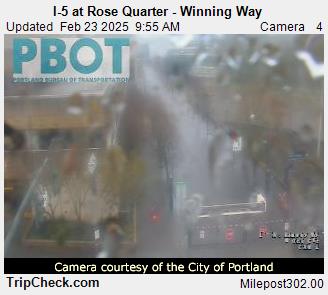 I-5 at Rose Quarter - Winning Way
Updated Feb 23 2025 9:55 AM Camera 4
PBOT
PORTLAND BUREAU OF TRANSPORTATION
Camera courtesy of the City of Portland
TripCheck.com Milepost302.00